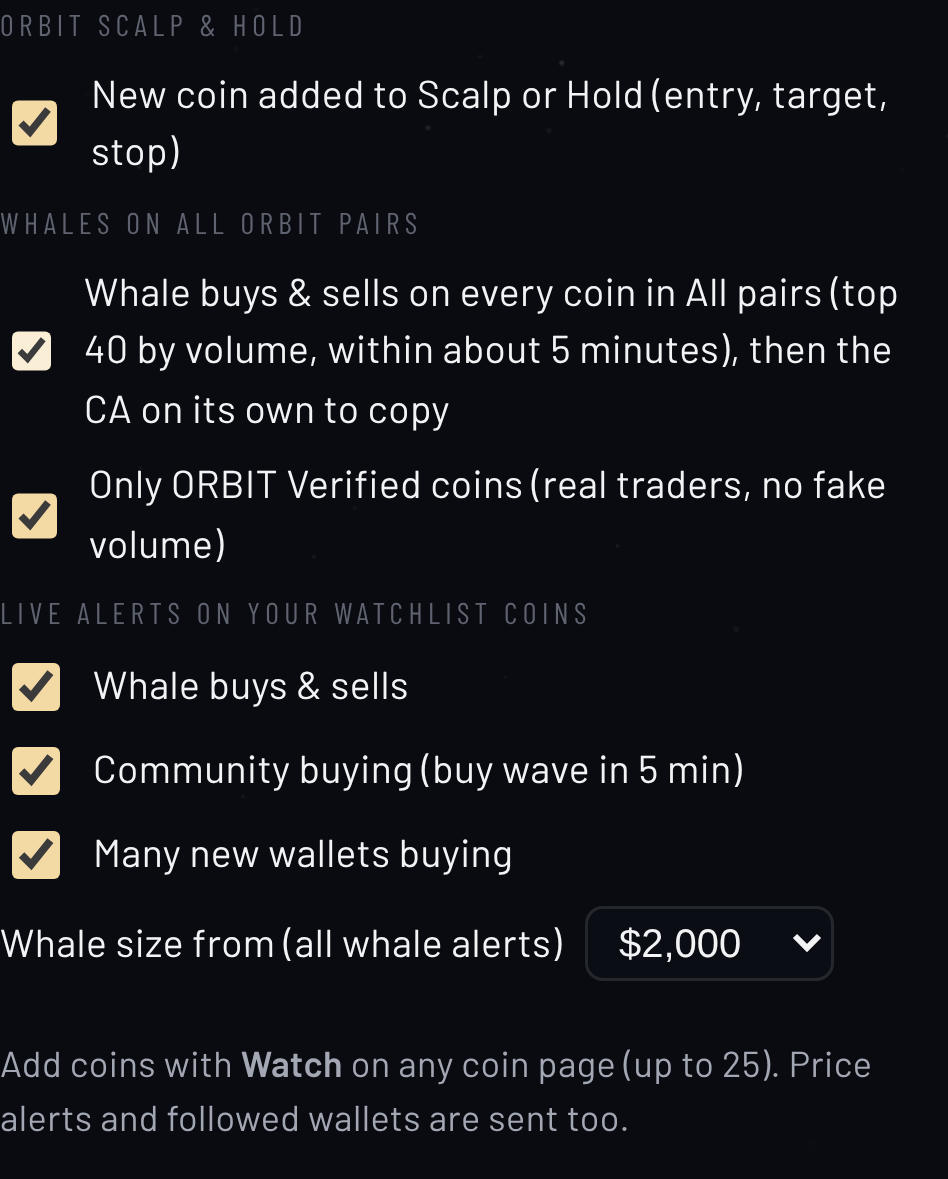 ORBIT SCALP & HOLD
New coin added to Scalp or Hold (entry, target,
stop)
WHALES ON ALL ORBIT PAIRS
Whale buys & sells on every coin in All pairs (top
40 by volume, within about 5 minutes), then the
CA on its own to copy
Only ORBIT Verified coins (real traders, no fake
volume)
LIVE ALERTS ON YOUR WATCHLIST COINS
Whale buys & sells
Community buying (buy wave in 5 min)
Many new wallets buying
Whale size from (all whale alerts) $2,000
Add coins with Watch on any coin page (up to 25). Price
alerts and followed wallets are sent too.